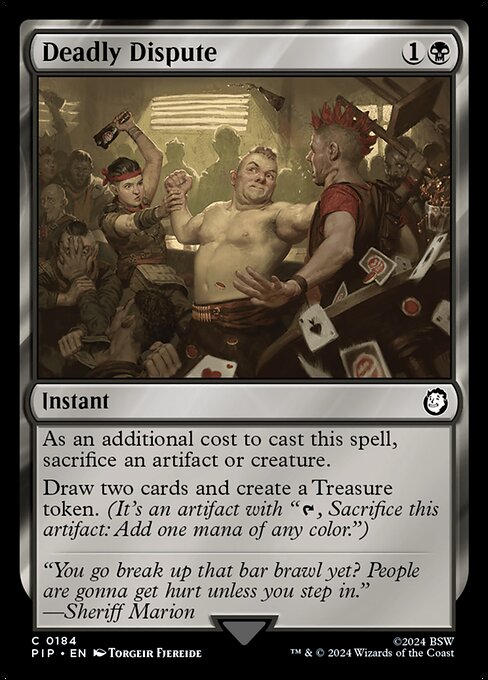 Deadly Dispute 1
Instant
As an additional cost to cast this spell,
sacrifice an artifact or creature.
Draw two cards and create a Treasure
token. (It's an artifact with “, Sacrifice this
artifact: Add one mana of any color.”)
“You go break up that bar brawl yet? People
are gonna get hurt unless you step in.”
—Sheriff Marion
C 0184
PIP • EN Torgeir Fjereide
©2024 BSW
™ & © 2024 Wizards of the Coast